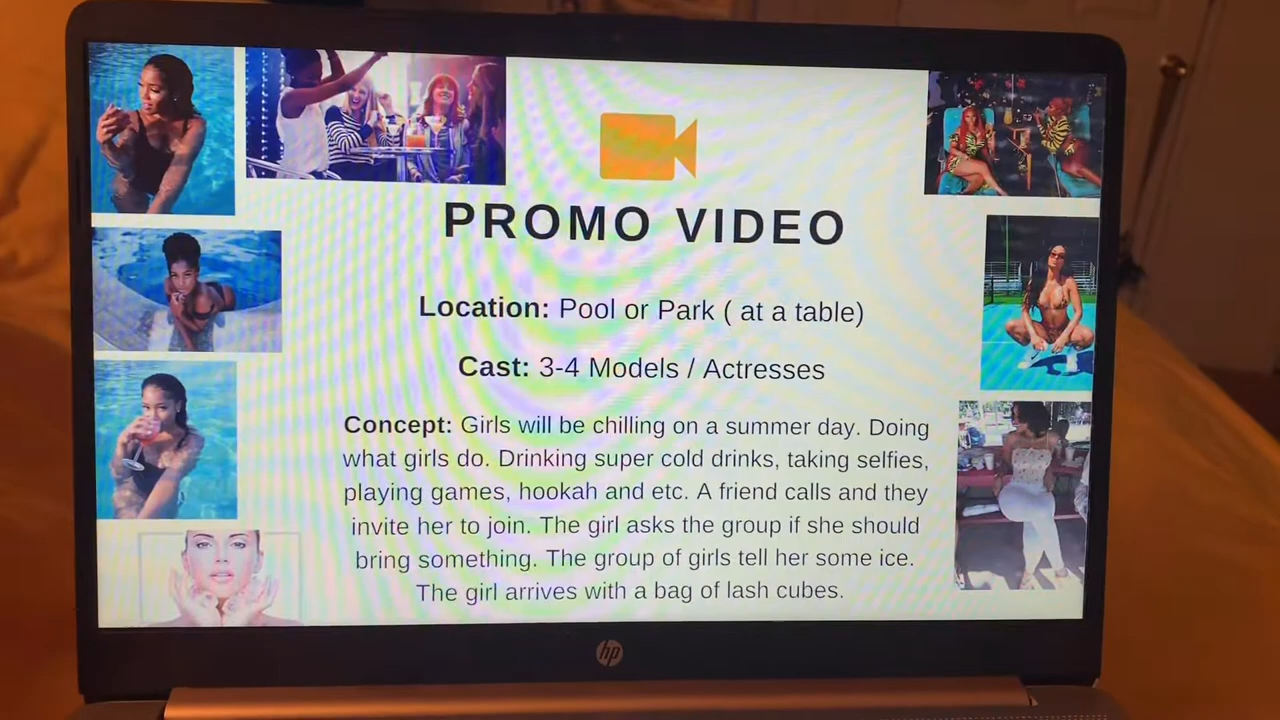 PROMO VIDEO
Location: Pool or Park ( at a table)
Cast: 3-4 Models / Actresses
Concept: Girls will be chilling on a summer day. Doing
what girls do. Drinking super cold drinks, taking selfies,
playing games, hookah and etc. A friend calls and they
invite her to join. The girl asks the group if she should
bring something. The group of girls tell her some ice.
The girl arrives with a bag of lash cubes.
hp